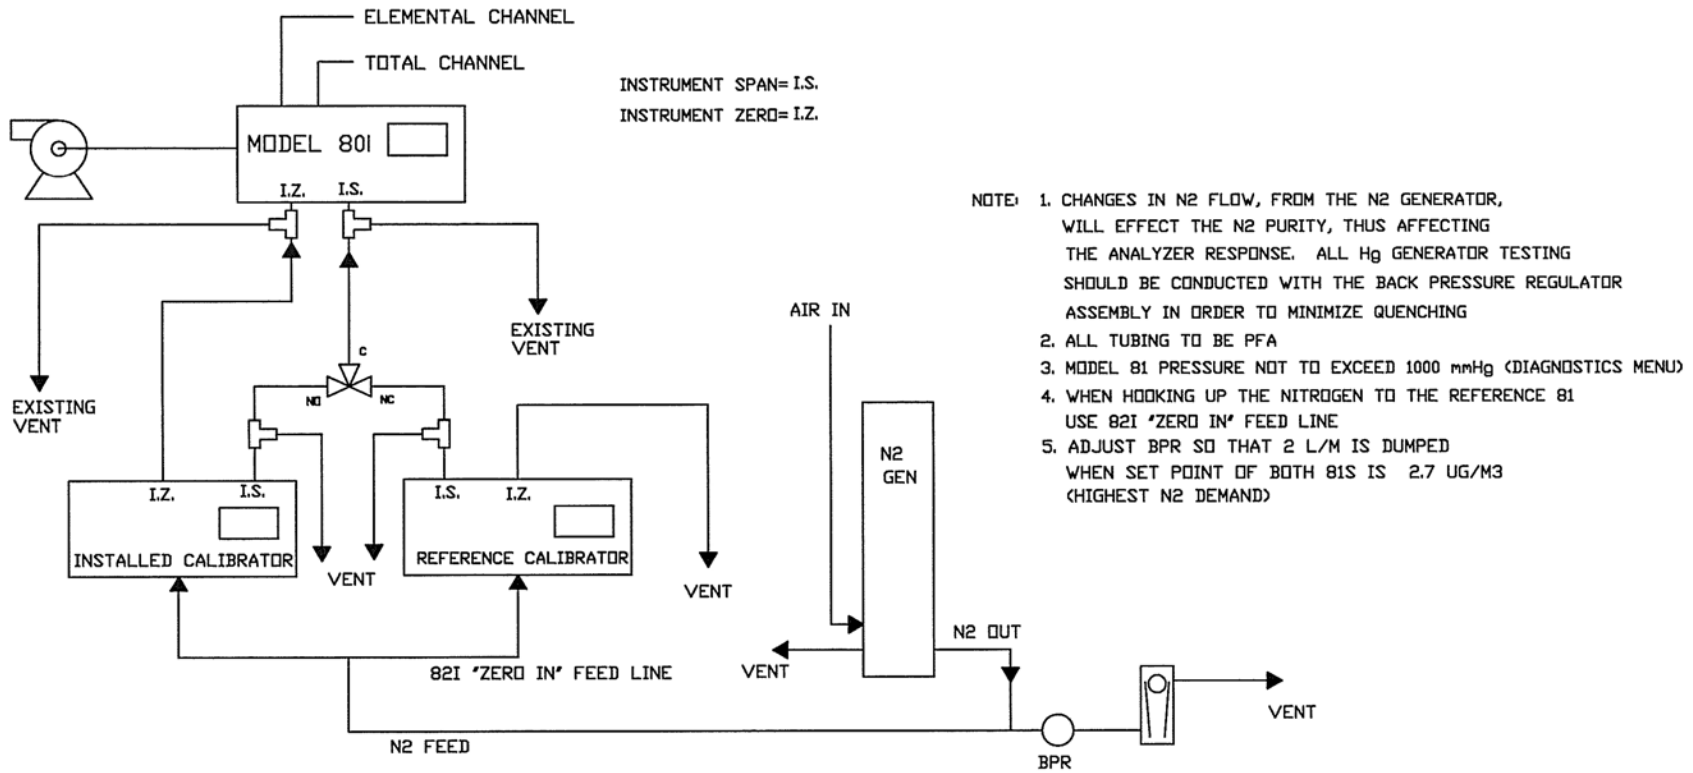 ELEMENTAL CHANNEL
TOTAL CHANNEL
INSTRUMENT SPAN= I.S.
INSTRUMENT ZERO= I.Z.
MODEL 80I
I.Z. I.S.
EXISTING
VENT
EXISTING
VENT
C
NO NC
I.Z. I.S.
INSTALLED CALIBRATOR
VENT
I.S. I.Z.
REFERENCE CALIBRATOR
VENT
82I "ZERO IN" FEED LINE
N2 FEED
AIR IN
N2
GEN
N2 OUT
VENT
BPR
VENT
NOTE: 1. CHANGES IN N2 FLOW, FROM THE N2 GENERATOR,
WILL EFFECT THE N2 PURITY, THUS AFFECTING
THE ANALYZER RESPONSE. ALL Hg GENERATOR TESTING
SHOULD BE CONDUCTED WITH THE BACK PRESSURE REGULATOR
ASSEMBLY IN ORDER TO MINIMIZE QUENCHING
2. ALL TUBING TO BE PFA
3. MODEL 81 PRESSURE NOT TO EXCEED 1000 mmHg (DIAGNOSTICS MENU)
4. WHEN HOOKING UP THE NITROGEN TO THE REFERENCE 81
USE 82I "ZERO IN" FEED LINE
5. ADJUST BPR SO THAT 2 L/M IS DUMPED
WHEN SET POINT OF BOTH 81S IS 2.7 UG/M3
(HIGHEST N2 DEMAND)